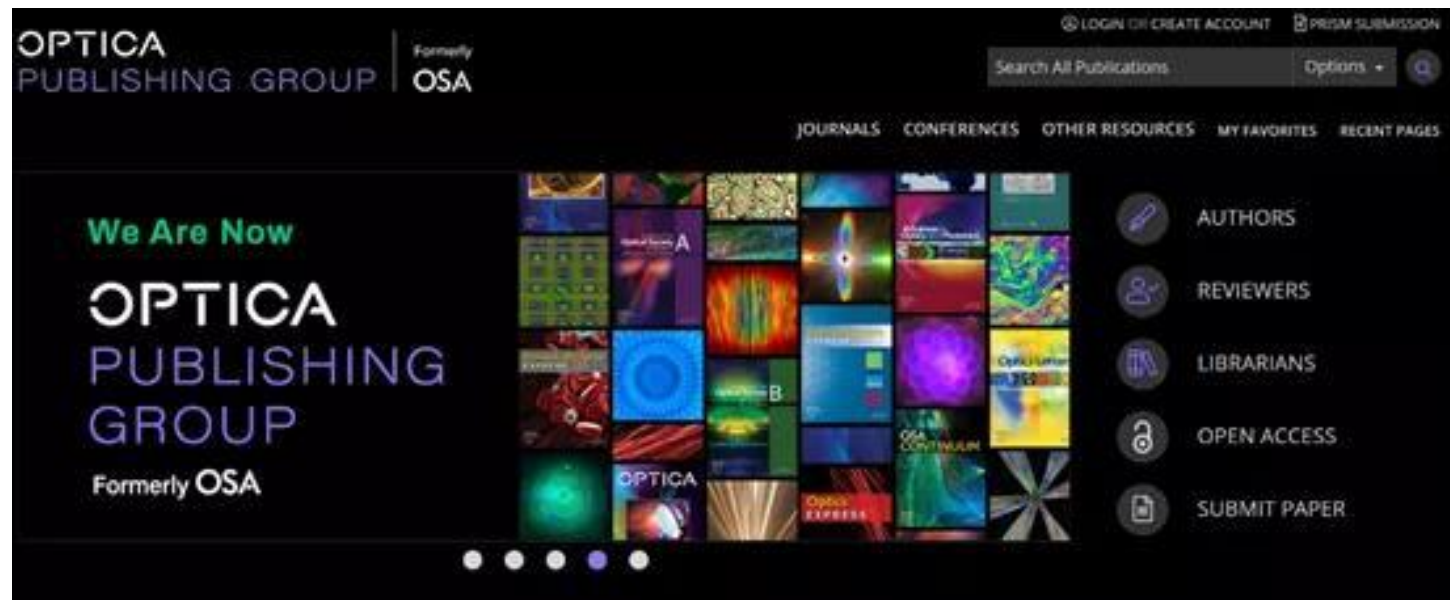 OPTICA
PUBLISHING GROUP
Formerly
OSA
LOGIN OR CREATE ACCOUNT
PRISM SUBMISSION
Search All Publications
Options
JOURNALS
CONFERENCES
OTHER RESOURCES
MY FAVORITES
RECENT PAGES
We Are Now
OPTICA
PUBLISHING
GROUP
Formerly OSA
A
B
OSA
CONTINUUM
OPTICA
Optics
EXPRESS
AUTHORS
REVIEWERS
LIBRARIANS
OPEN ACCESS
SUBMIT PAPER